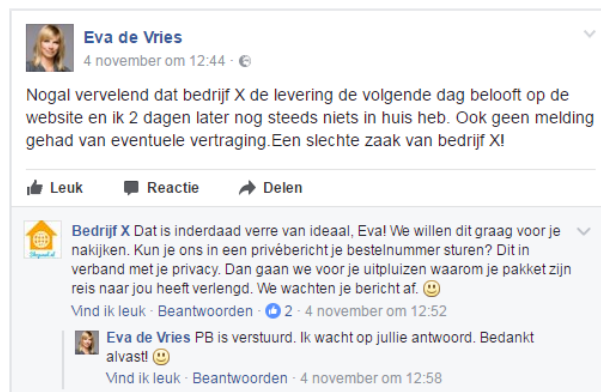 Eva de Vries
4 november om 12:44 ·
Nogal vervelend dat bedrijf X de levering de volgende dag belooft op de
website en ik 2 dagen later nog steeds niets in huis heb. Ook geen melding
gehad van eventuele vertraging.Een slechte zaak van bedrijf X!
Leuk Reactie Delen
Bedrijf X Dat is inderdaad verre van ideaal, Eva! We willen dit graag voor je
nakijken. Kun je ons in een privébericht je bestelnummer sturen? Dit in
verband met je privacy. Dan gaan we voor je uitpluizen waarom je pakket zijn
reis naar jou heeft verlengd. We wachten je bericht af.
Vind ik leuk · Beantwoorden · 2 · 4 november om 12:52
Eva de Vries PB is verstuurd. Ik wacht op jullie antwoord. Bedankt
alvast!
Vind ik leuk · Beantwoorden · 4 november om 12:58